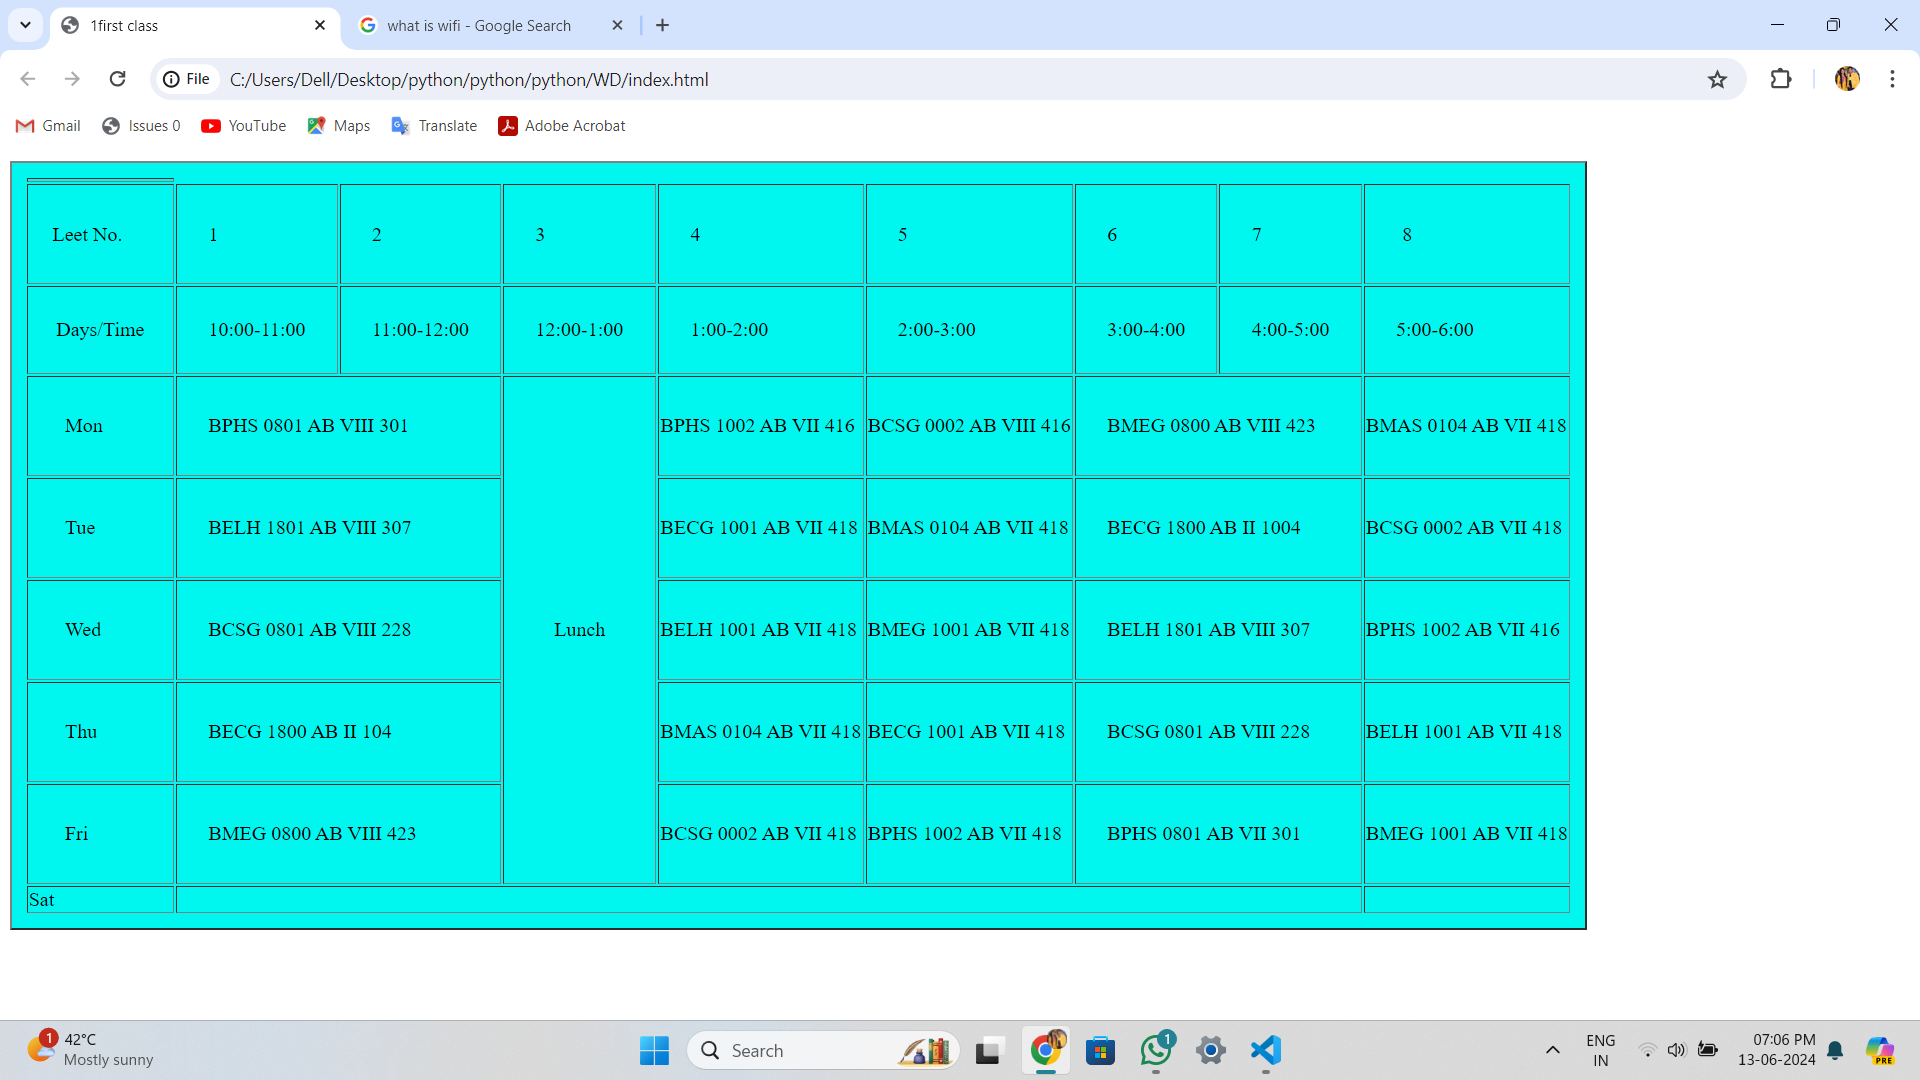 1first class
what is wifi - Google Search
File
C:/Users/Dell/Desktop/python/python/python/WD/index.html
Gmail Issues 0 YouTube Maps Translate Adobe Acrobat
Leet No. 1 2 3 4 5 6 7 8
Days/Time 10:00-11:00 11:00-12:00 12:00-1:00 1:00-2:00 2:00-3:00 3:00-4:00 4:00-5:00 5:00-6:00
Mon BPHS 0801 AB VIII 301 BPHS 1002 AB VII 416 BCSG 0002 AB VIII 416 BMEG 0800 AB VIII 423 BMAS 0104 AB VII 418
Tue BELH 1801 AB VIII 307 BECG 1001 AB VII 418 BMAS 0104 AB VII 418 BECG 1800 AB II 1004 BCSG 0002 AB VII 418
Wed BCSG 0801 AB VIII 228 Lunch BELH 1001 AB VII 418 BMEG 1001 AB VII 418 BELH 1801 AB VIII 307 BPHS 1002 AB VII 416
Thu BECG 1800 AB II 104 BMAS 0104 AB VII 418 BECG 1001 AB VII 418 BCSG 0801 AB VIII 228 BELH 1001 AB VII 418
Fri BMEG 0800 AB VIII 423 BCSG 0002 AB VII 418 BPHS 1002 AB VII 418 BPHS 0801 AB VII 301 BMEG 1001 AB VII 418
Sat
1
42°C
Mostly sunny
Search
1
ENG
IN
07:06 PM
13-06-2024
PRE